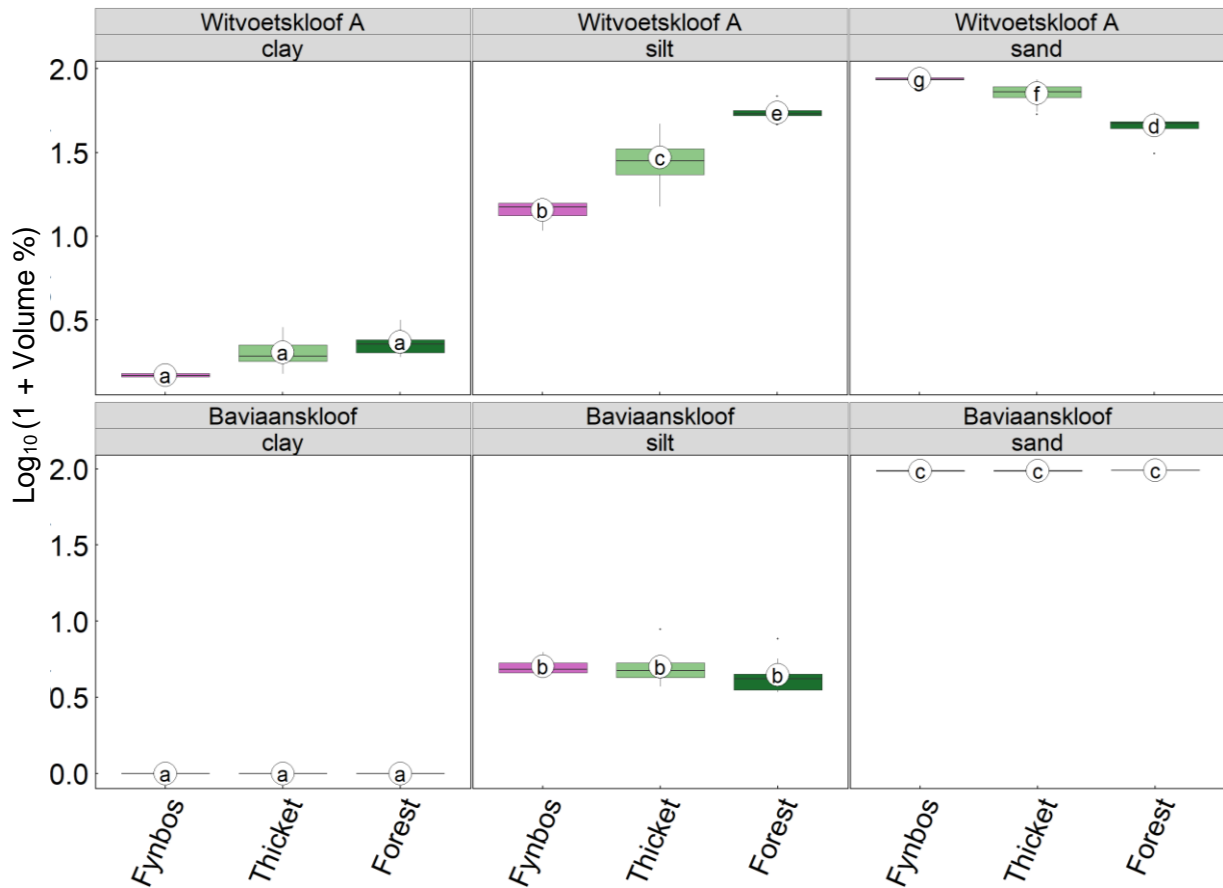 Witvoetskloof A Witvoetskloof A Witvoetskloof A
clay silt sand
2.0
1.5
1.0
0.5
a a a b c e g f d
Baviaanskloof Baviaanskloof Baviaanskloof
clay silt sand
2.0
1.5
1.0
0.5
0.0
a a a b b b c c c
Fynbos Thicket Forest Fynbos Thicket Forest Fynbos Thicket Forest
Log₁₀(1 + Volume %)